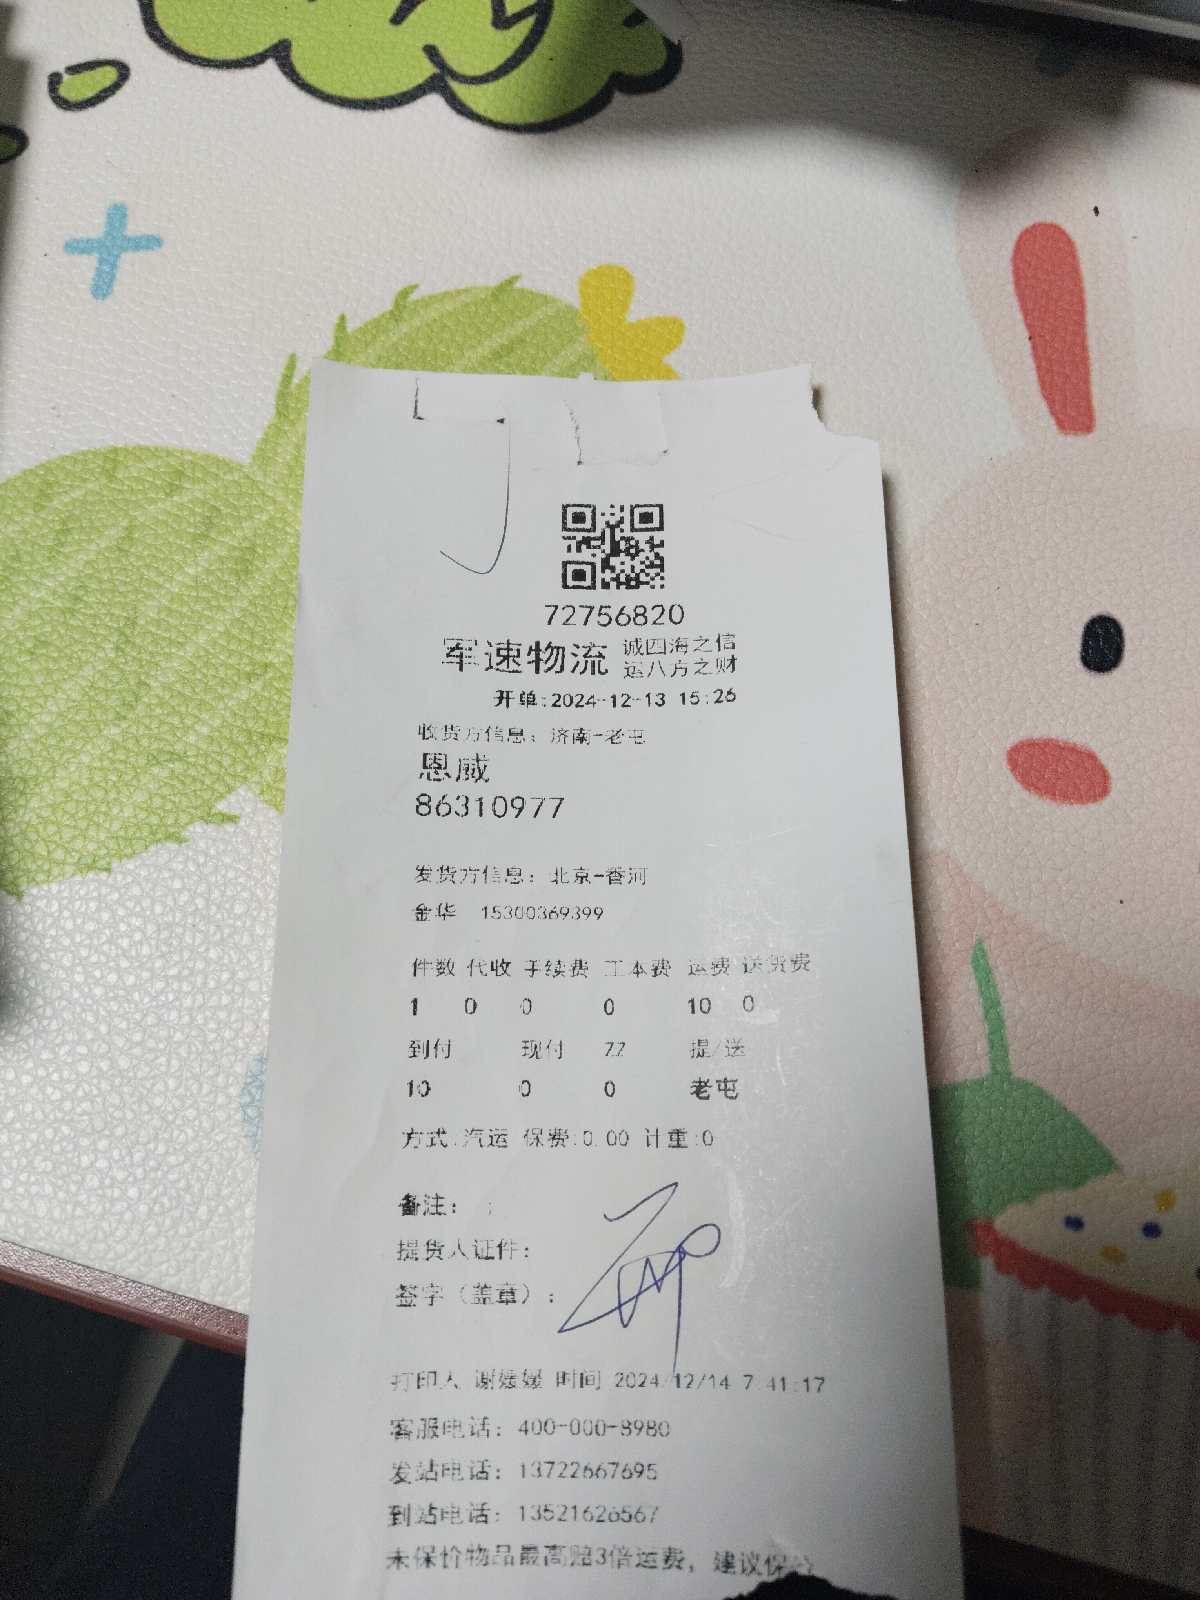 72756820
军速物流 诚四海之信
运八方之财
开单:2024-12-13 15:26
收货方信息：济南-老屯
恩威
86310977
发货方信息：北京-香河
金华 15300369399
件数 代收 手续费 工本费 运费 送货费
1 0 0 0 10 0
到付 现付 ZZ 提/送
10 0 0 老屯
方式:汽运 保费:0.00 计重:0
备注： ;
提货人证件：
签字（盖章）：
打印人 谢媛媛 时间 2024/12/14 7:41:17
客服电话：400-000-8980
发站电话：13722667695
到站电话：13521626567
未保价物品最高赔3倍运费，建议保